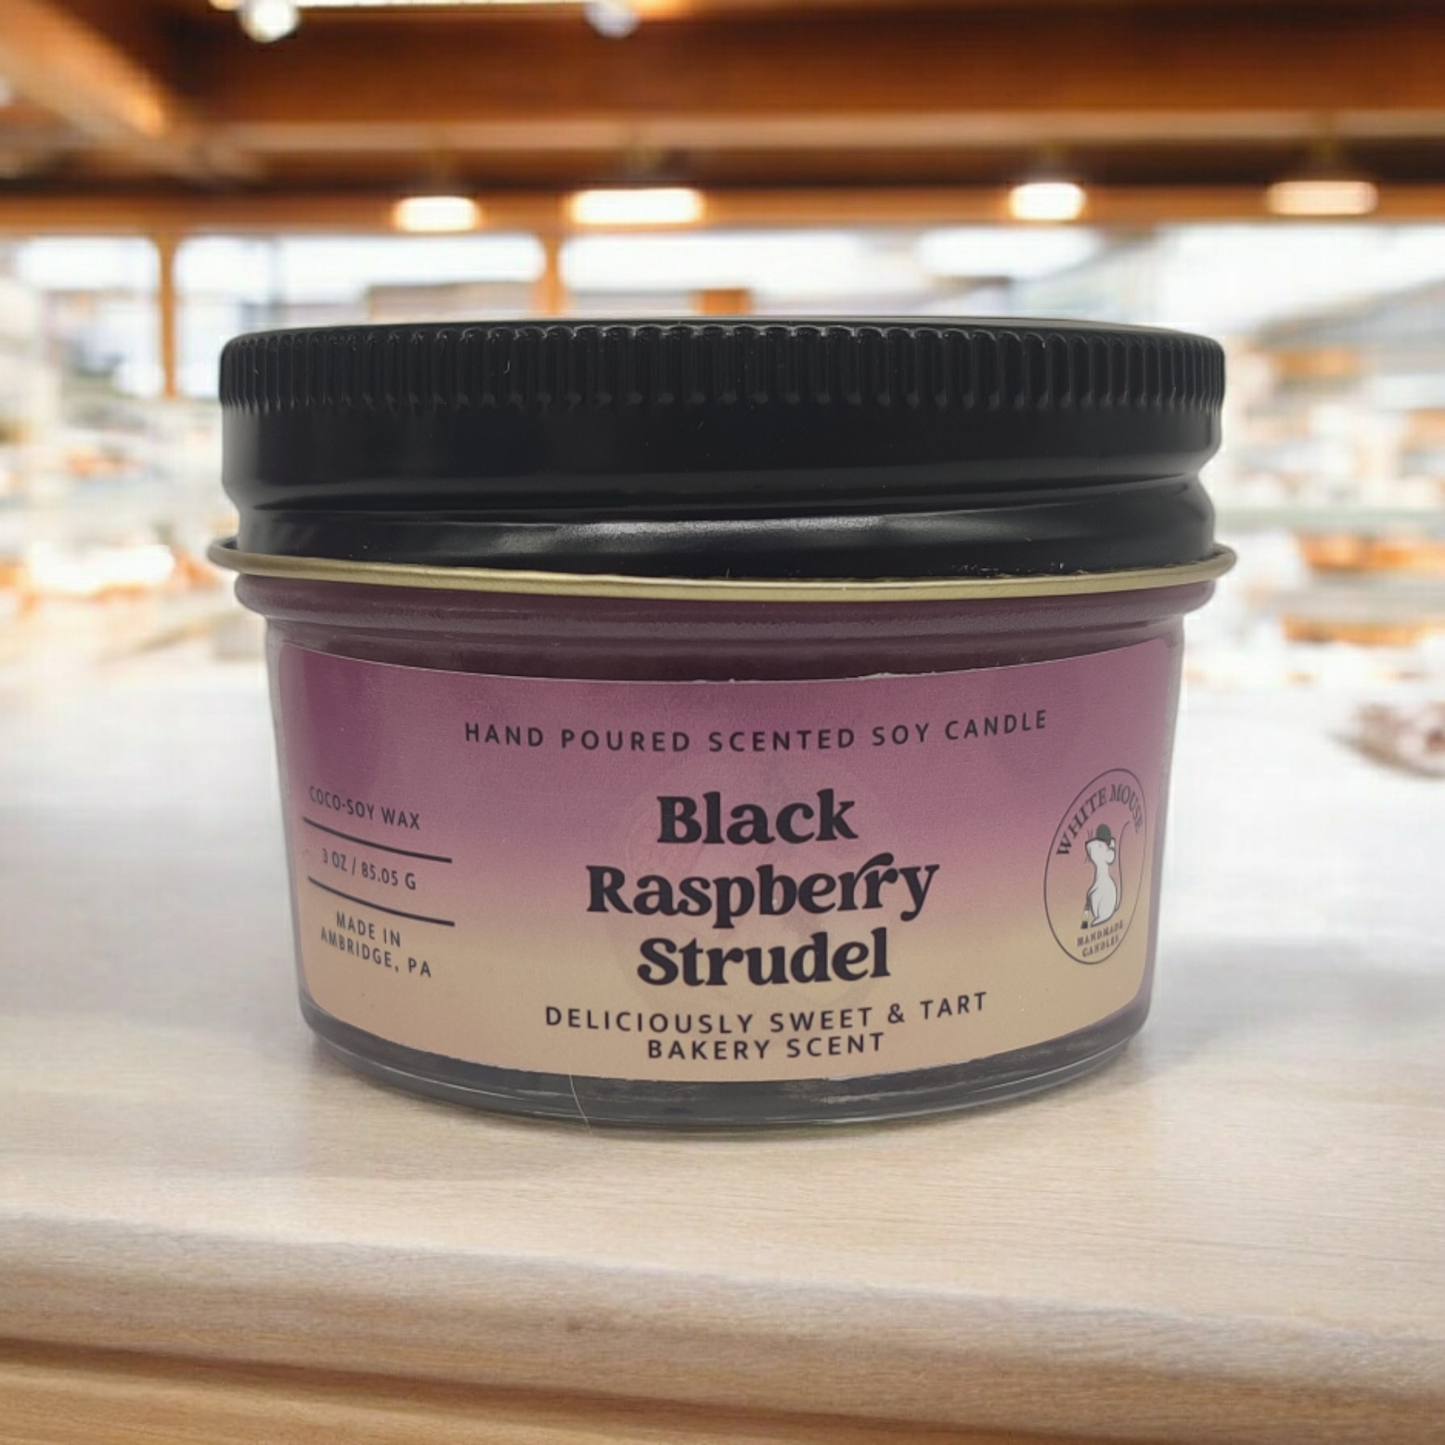 HAND POURED SCENTED SOY CANDLE
COCO-SOY WAX
3 OZ / 85.05 G
MADE IN
AMBRIDGE, PA
Black
Raspberry
Strudel
DELICIOUSLY SWEET & TART
BAKERY SCENT
WHITE MOUSE
HANDMADE
CANDLES